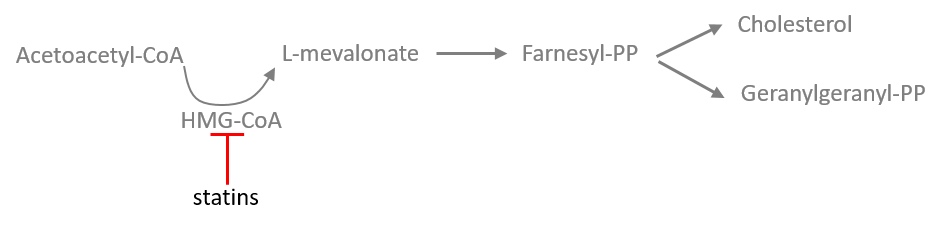 Cholesterol
Acetoacetyl-CoA L-mevalonate Farnesyl-PP
Geranylgeranyl-PP
HMG-CoA
statins